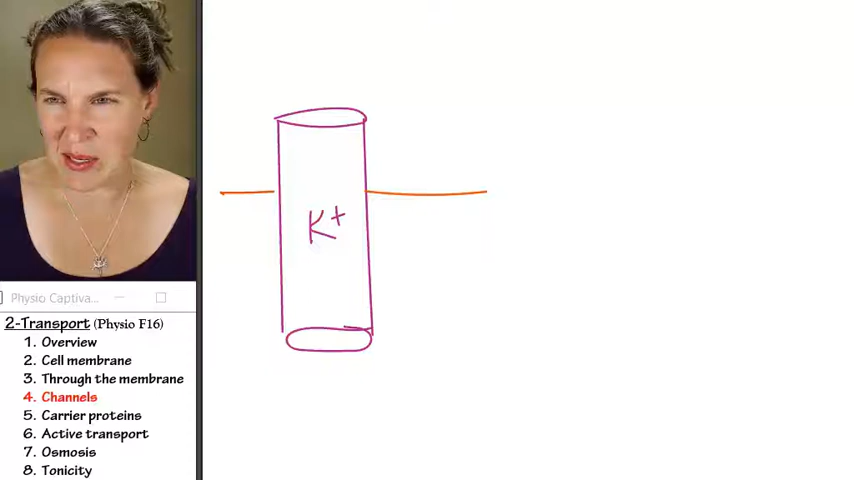 K+
Physio Captiva...
2-Transport (Physio F16)
1. Overview
2. Cell membrane
3. Through the membrane
4. Channels
5. Carrier proteins
6. Active transport
7. Osmosis
8. Tonicity